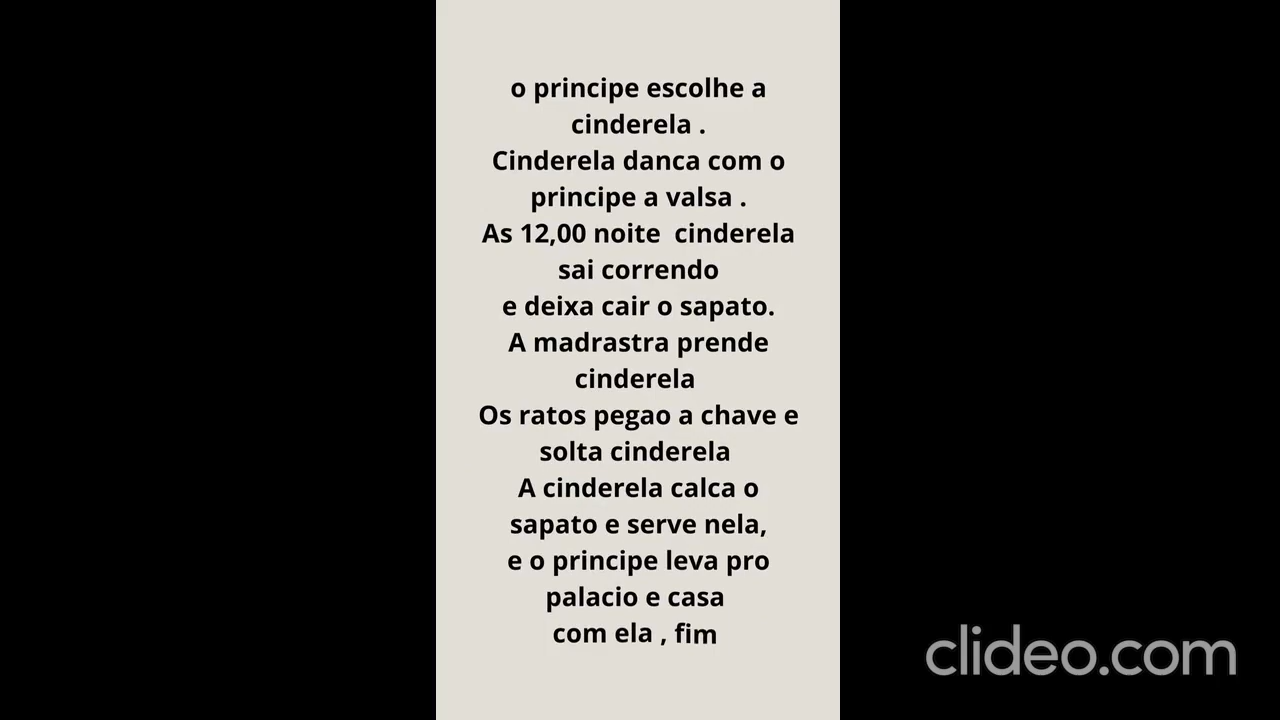 o principe escolhe a
cinderela .
Cinderela danca com o
principe a valsa .
As 12,00 noite  cinderela
sai correndo
e deixa cair o sapato.
A madrastra prende
cinderela
Os ratos pegao a chave e
solta cinderela
A cinderela calca o
sapato e serve nela,
e o principe leva pro
palacio e casa
com ela , fim
clideo.com